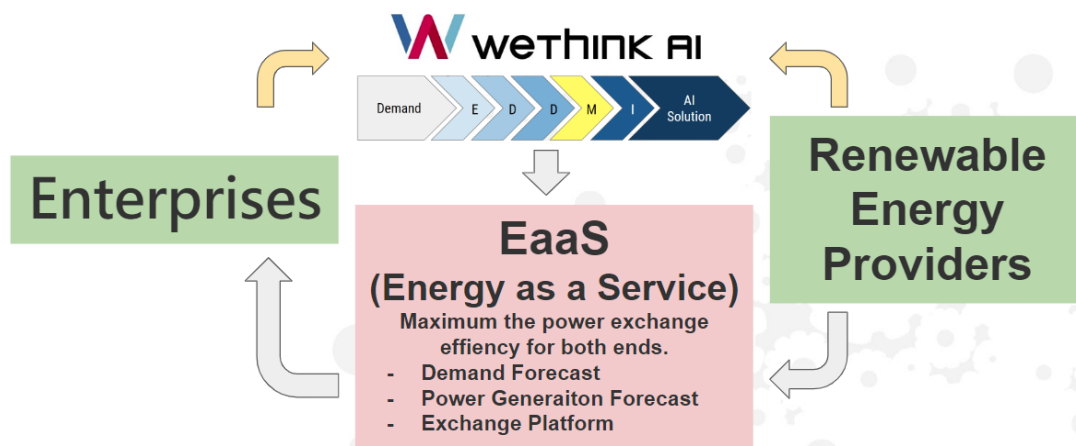 WETHINK AI
Demand E D D M I AI
Solution
Enterprises
Renewable
Energy
Providers
EaaS
(Energy as a Service)
Maximum the power exchange
effiency for both ends.
- Demand Forecast
- Power Generaiton Forecast
- Exchange Platform